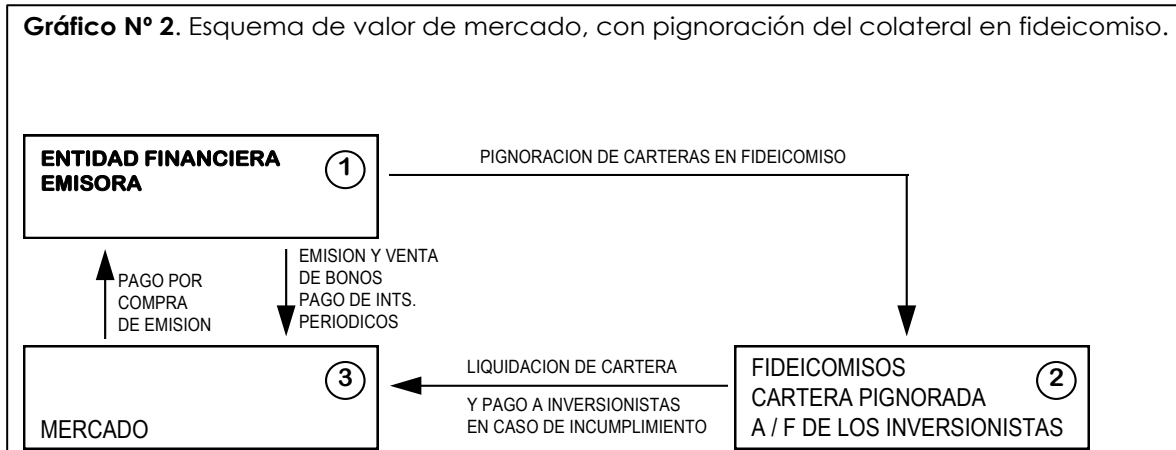 Gráfico Nº 2. Esquema de valor de mercado, con pignoración del colateral en fideicomiso.
ENTIDAD FINANCIERA
EMISORA
1
PIGNORACION DE CARTERAS EN FIDEICOMISO
PAGO POR
COMPRA
DE EMISION
EMISION Y VENTA
DE BONOS
PAGO DE INTS.
PERIODICOS
3
MERCADO
LIQUIDACION DE CARTERA
Y PAGO A INVERSIONISTAS
EN CASO DE INCUMPLIMIENTO
FIDEICOMISOS
2
CARTERA PIGNORADA
A / F DE LOS INVERSIONISTAS